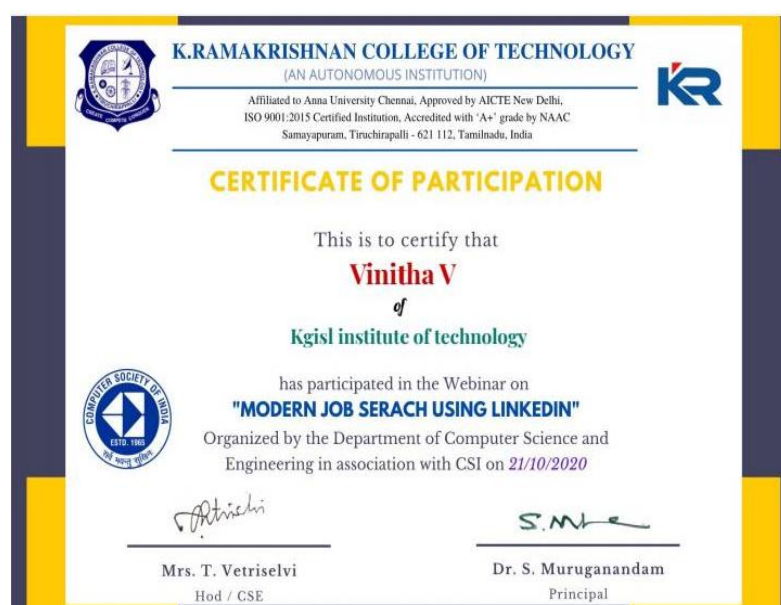 K.RAMAKRISHNAN COLLEGE OF TECHNOLOGY
(AN AUTONOMOUS INSTITUTION)
Affiliated to Anna University Chennai, Approved by AICTE New Delhi,
ISO 9001:2015 Certified Institution, Accredited with ‘A+’ grade by NAAC
Samayapuram, Tiruchirapalli - 621 112, Tamilnadu, India
KR
CERTIFICATE OF PARTICIPATION
This is to certify that
Vinitha V
of
Kgisl institute of technology
has participated in the Webinar on
"MODERN JOB SERACH USING LINKEDIN"
Organized by the Department of Computer Science and
Engineering in association with CSI on 21/10/2020
COMPUTER SOCIETY OF INDIA
ESTD. 1965
Mrs. T. Vetriselvi
Hod / CSE
Dr. S. Muruganandam
Principal